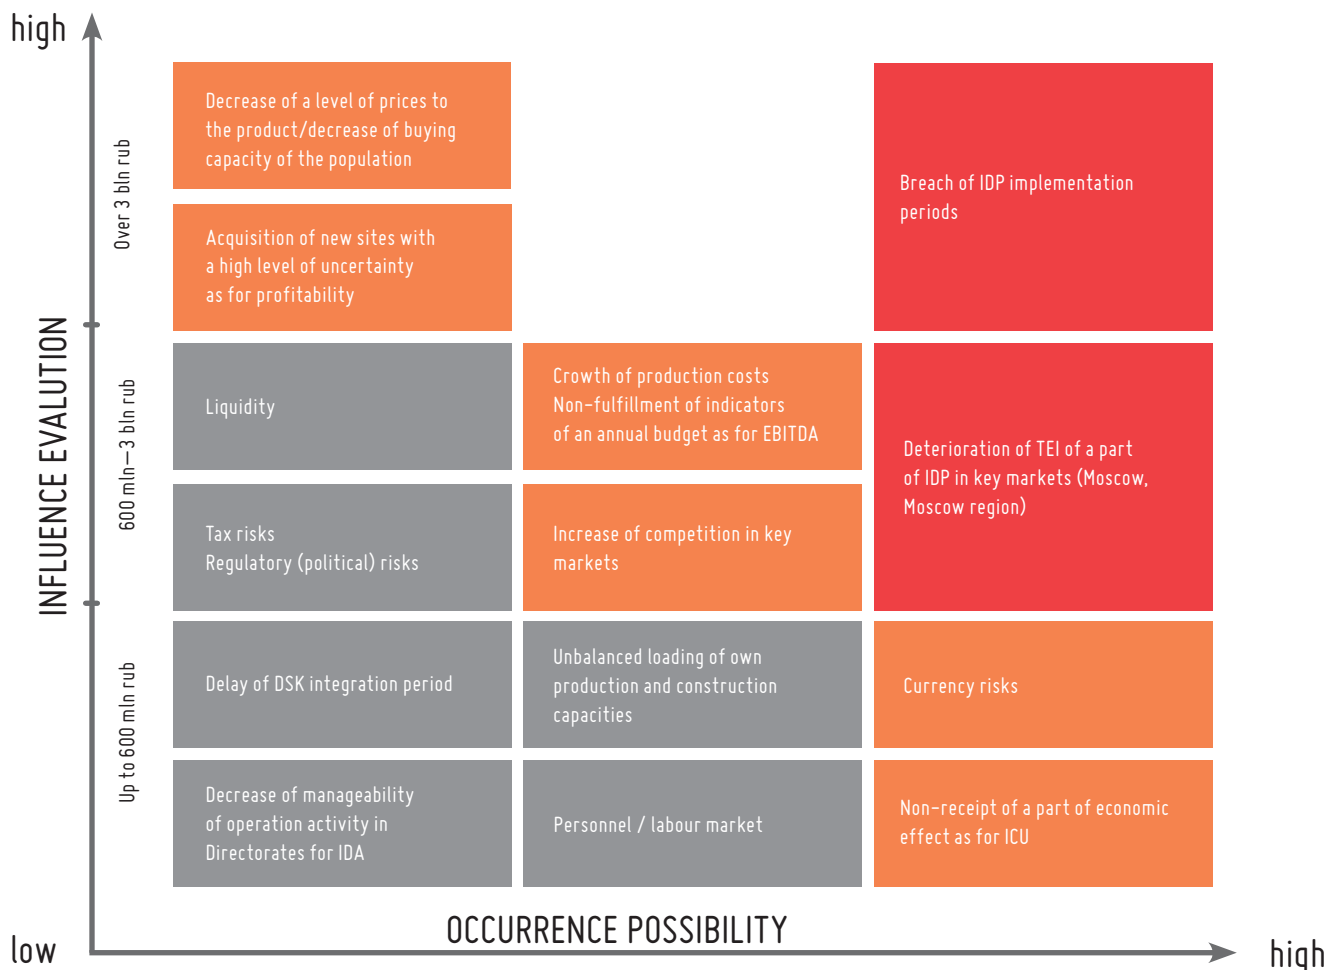 high
Over 3 bln rub
Decrease of a level of prices to
the product/decrease of buying
capacity of the population
Breach of IDP implementation
periods
Acquisition of new sites with
a high level of uncertainty
as for profitability
INFLUENCE EVALUTION
600 mln—3 bln rub
Liquidity
Growth of production costs
Non-fulfillment of indicators
of an annual budget as for EBITDA
Deterioration of TEI of a part
of IDP in key markets (Moscow,
Moscow region)
Tax risks
Regulatory (political) risks
Increase of competition in key
markets
Up to 600 mln rub
Delay of DSK integration period
Unbalanced loading of own
production and construction
capacities
Currency risks
Decrease of manageability
of operation activity in
Directorates for IDA
Personnel / labour market
Non-receipt of a part of economic
effect as for ICU
OCCURRENCE POSSIBILITY
low
high